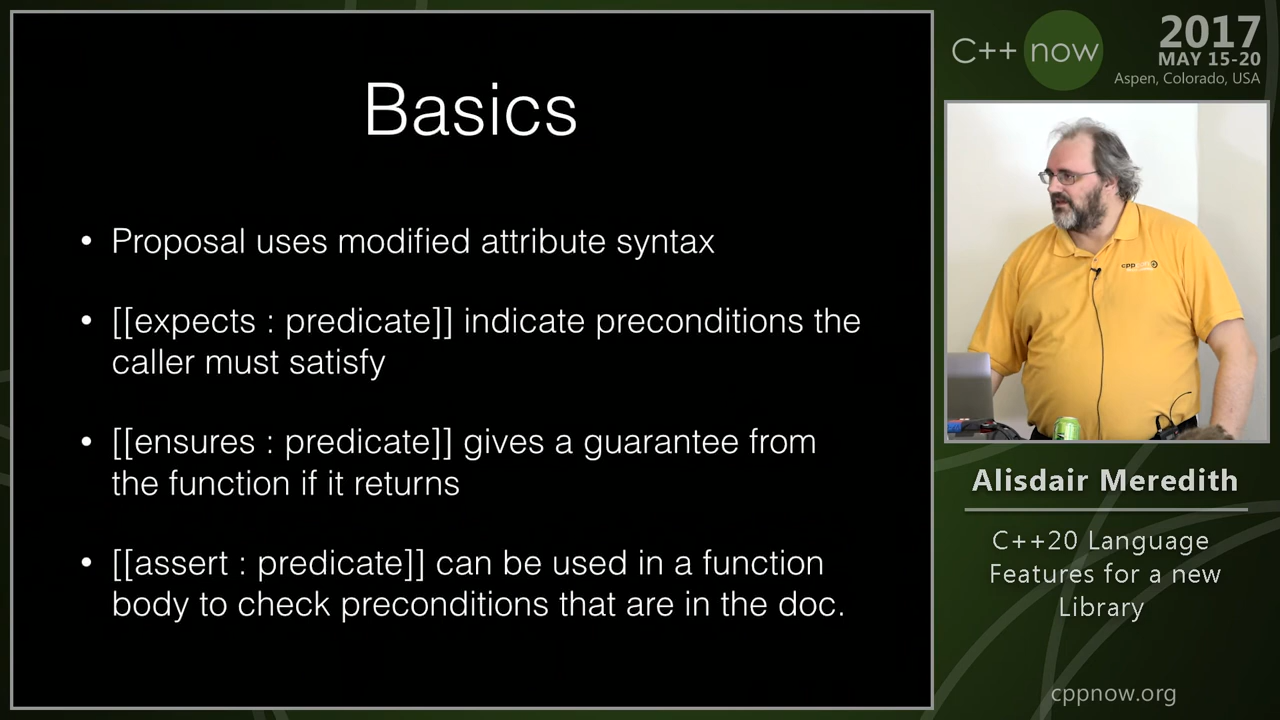 Basics
• Proposal uses modified attribute syntax
• [[expects : predicate]] indicate preconditions the
caller must satisfy
• [[ensures : predicate]] gives a guarantee from
the function if it returns
• [[assert : predicate]] can be used in a function
body to check preconditions that are in the doc.
C++ now
2017
MAY 15-20
Aspen, Colorado, USA
cpp
Alisdair Meredith
C++20 Language
Features for a new
Library
cppnow.org